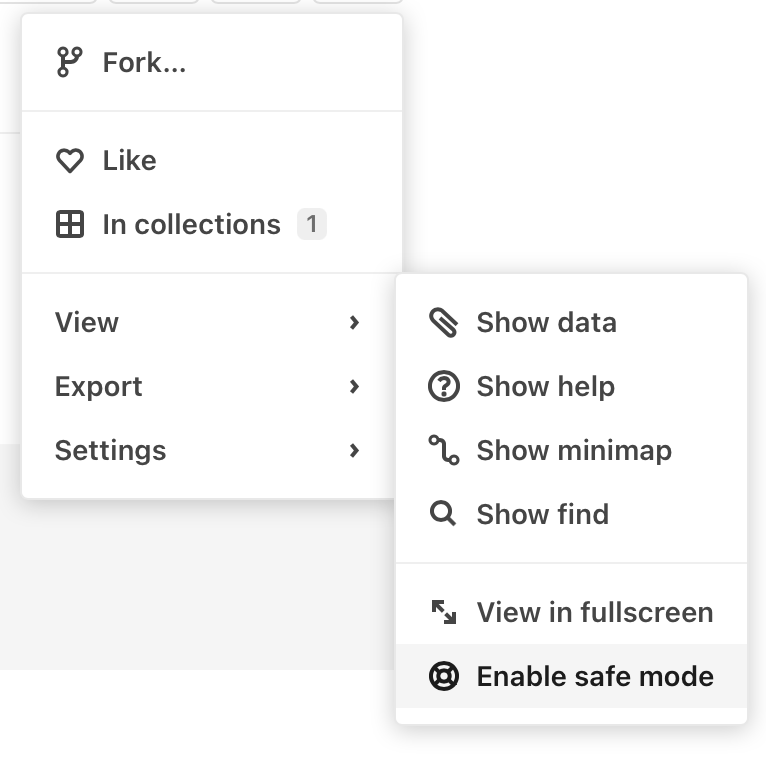 Fork...
Like
In collections 1
View
Export
Settings
Show data
Show help
Show minimap
Show find
View in fullscreen
Enable safe mode